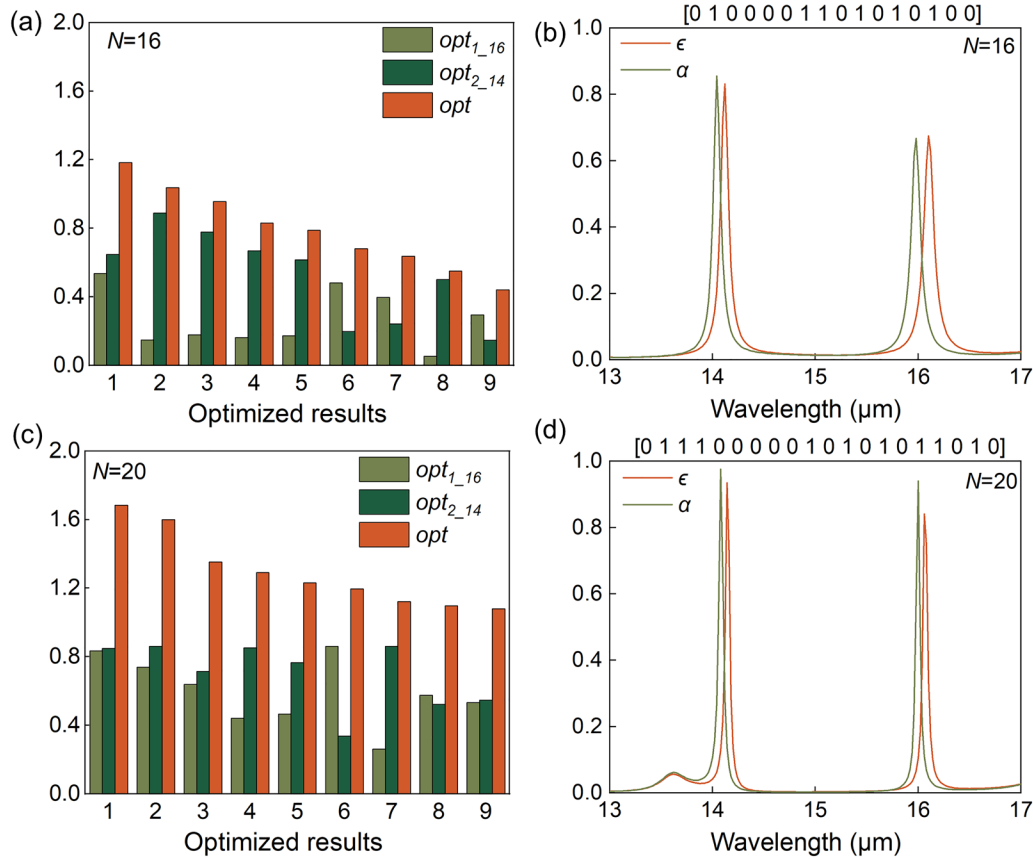 (a)
N=16
opt1_16
opt2_14
opt
2.0
1.6
1.2
0.8
0.4
0.0
1 2 3 4 5 6 7 8 9
Optimized results
[0 1 0 0 0 0 0 1 1 0 1 0 1 0 1 0 0]
(b)
N=16
ϵ
α
1.0
0.8
0.6
0.4
0.2
0.0
13 14 15 16 17
Wavelength (µm)
(c)
N=20
opt1_16
opt2_14
opt
2.0
1.6
1.2
0.8
0.4
0.0
1 2 3 4 5 6 7 8 9
Optimized results
(d)
[0 1 1 1 0 0 0 0 0 0 1 0 1 0 1 0 1 1 0 1 0]
N=20
ϵ
α
1.0
0.8
0.6
0.4
0.2
0.0
13 14 15 16 17
Wavelength (µm)